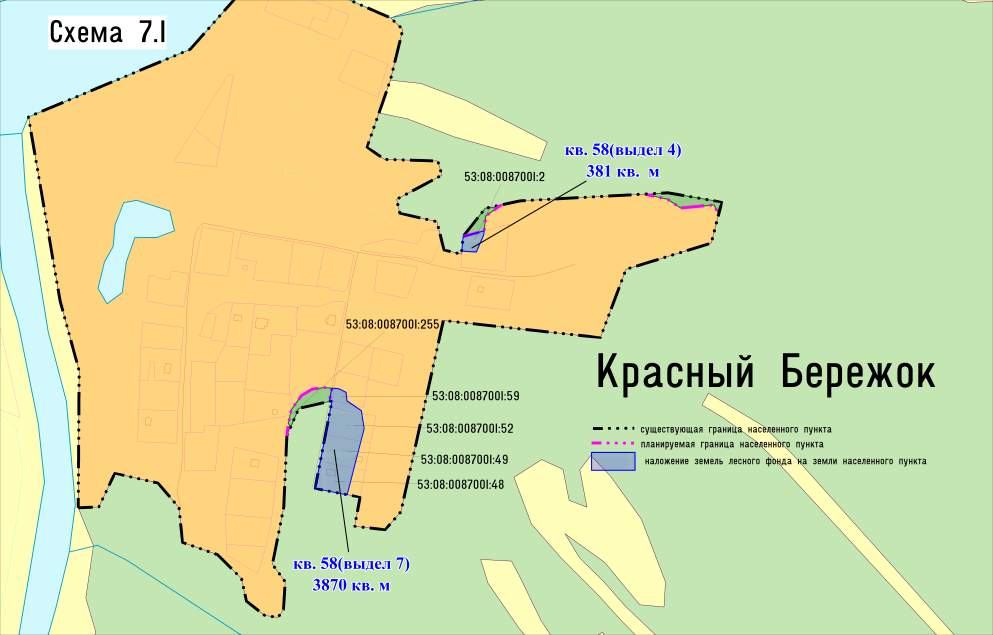 Схема 7.1
кв. 58(выдел 4)
381 кв. м
53:08:0087001:2
53:08:0087001:255
Красный Бережок
53:08:0087001:59
53:08:0087001:52
53:08:0087001:49
53:08:0087001:48
существующая граница населенного пункта
планируемая граница населенного пункта
наложение земель лесного фонда на земли населенного пункта
кв. 58(выдел 7)
3870 кв. м